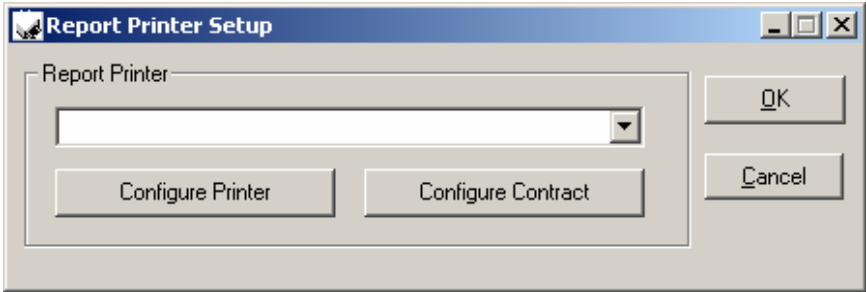 Report Printer Setup
Report Printer
OK
Configure Printer
Configure Contract
Cancel